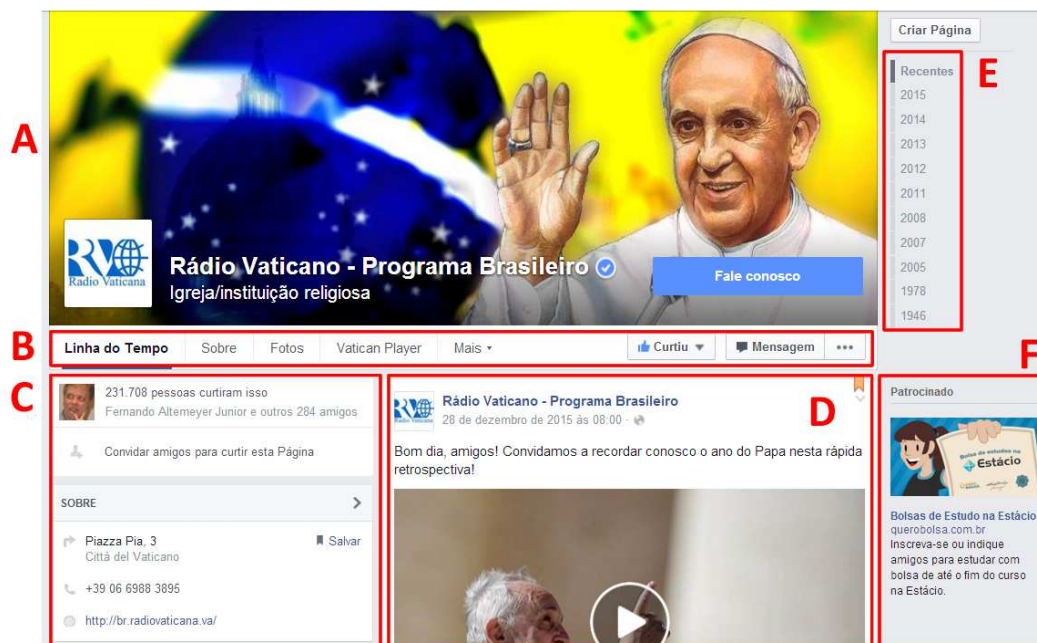 A
Radio Vaticana
Rádio Vaticano - Programa Brasileiro
Igreja/instituição religiosa
Fale conosco
Criar Página
E
Recentes
2015
2014
2013
2012
2011
2008
2007
2005
1978
1946
B
Linha do Tempo
Sobre
Fotos
Vatican Player
Mais
Curtiu
Mensagem
C
231.708 pessoas curtiram isso
Fernando Altemeyer Junior e outros 284 amigos
Convidar amigos para curtir esta Página
SOBRE
Piazza Pia, 3
Salvar
Città del Vaticano
+39 06 6988 3895
http://br.radiovaticana.va/
D
Radio Vaticana
Rádio Vaticano - Programa Brasileiro
28 de dezembro de 2015 às 08:00 ·
Bom dia, amigos! Convidamos a recordar conosco o ano do Papa nesta rápida
retrospectiva!
F
Patrocinado
Bolsa de estudos na
Estácio
Bolsas de Estudo na Estácio
querobolsa.com.br
Inscreva-se ou indique
amigos para estudar com
bolsa de até o fim do curso
na Estácio.